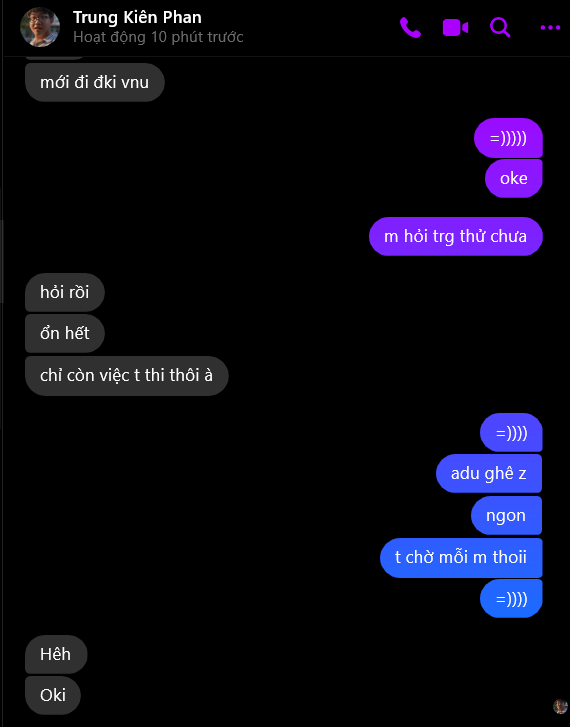 Trung Kiên Phan
Hoạt động 10 phút trước
mới đi đki vnu
=)))))
oke
m hỏi trg thử chưa
hỏi rồi
ổn hết
chỉ còn việc t thi thôi à
=))))
adu ghê z
ngon
t chờ mỗi m thoii
=))))
Hêh
Oki